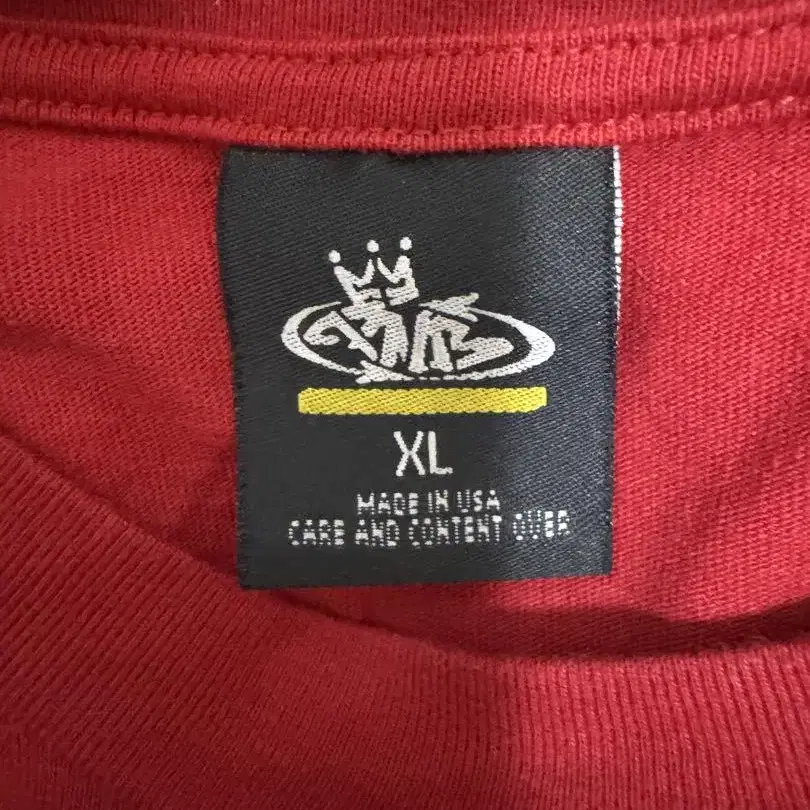 XL
MADE IN USA
CARE AND CONTENT OVER